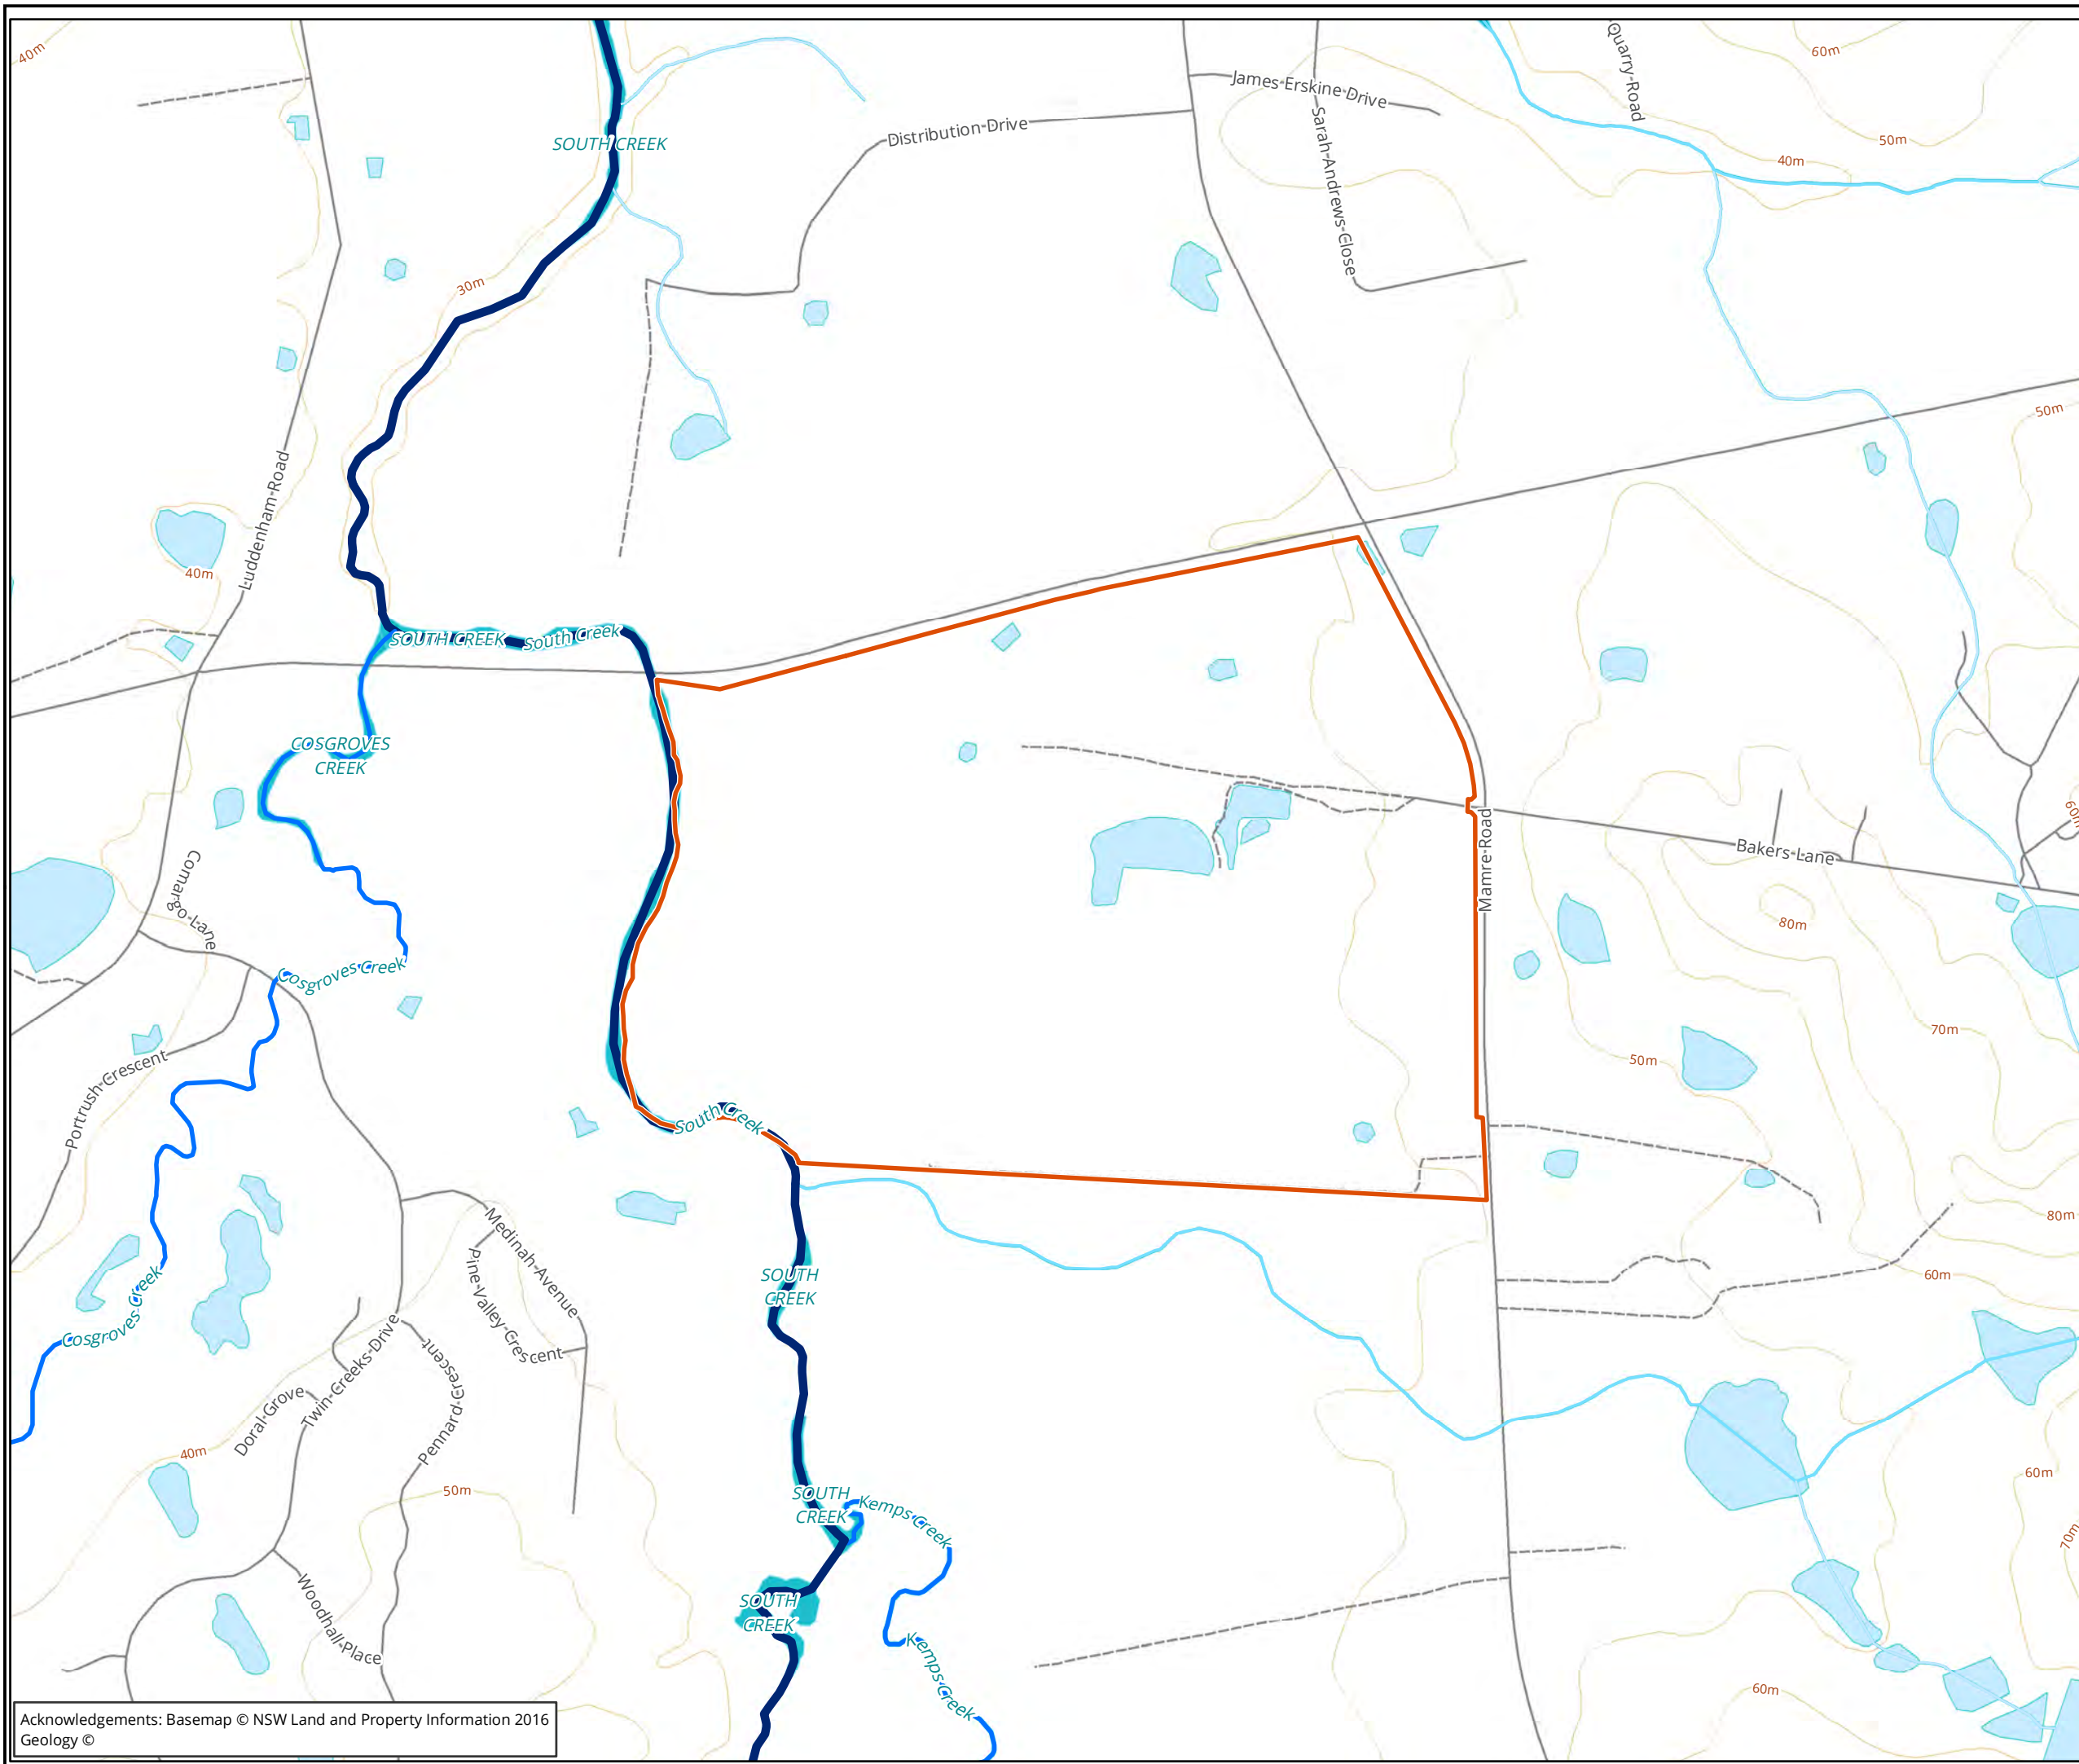 40m
60m
Quarry Road
James Erskine Drive
Distribution Drive
Sarah Andrews Close
SOUTH CREEK
50m
40m
30m
50m
Luddenham Road
40m
SOUTH CREEK
South Creek
COSGROVES
CREEK
60m
Mamre Road
Bakers Lane
Comargo Lane
80m
Cosgroves Creek
70m
50m
Portrush Crescent
South Creek
80m
Medinah Avenue
Pine Valley Crescent
SOUTH
CREEK
60m
Cosgroves Creek
Twin Creeks Drive
Pennard Crescent
Doral Grove
40m
50m
60m
SOUTH
CREEK
Kemps Creek
70m
Woodhall Place
SOUTH
CREEK
Kemps Creek
60m
Acknowledgements: Basemap © NSW Land and Property Information 2016
Geology ©